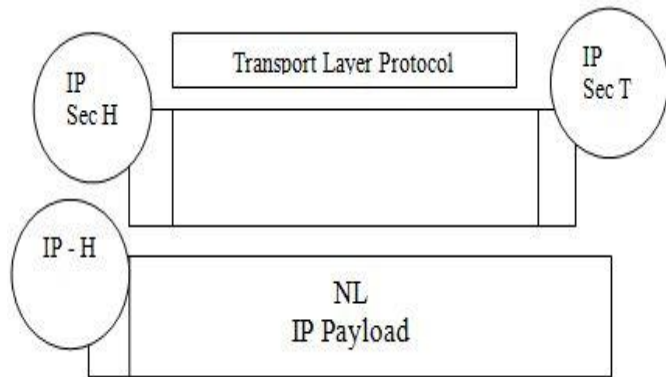 Transport Layer Protocol
IP
Sec H
IP
Sec T
IP - H
NL
IP Payload